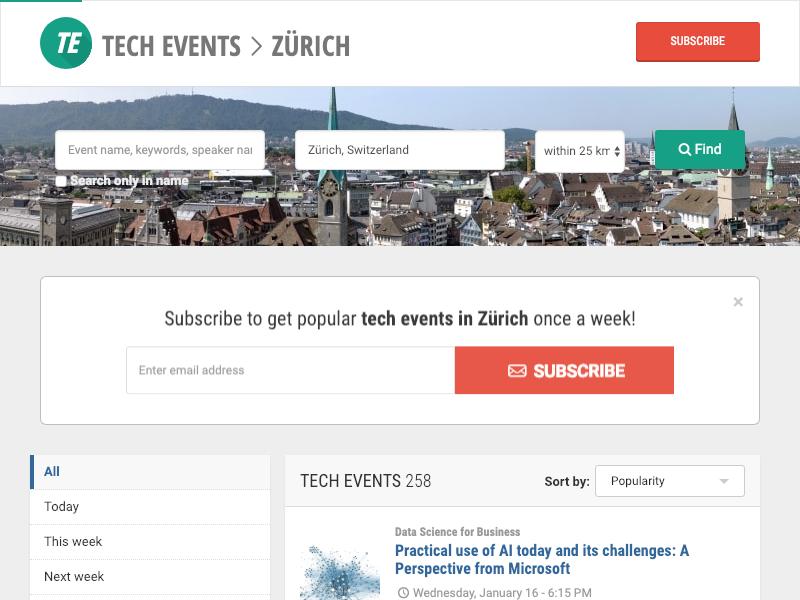 TE TECH EVENTS > ZÜRICH
SUBSCRIBE
Event name, keywords, speaker nar
Zürich, Switzerland
within 25 km
Find
Search only in name
×
Subscribe to get popular tech events in Zürich once a week!
Enter email address
SUBSCRIBE
All
Today
This week
Next week
TECH EVENTS 258
Sort by: Popularity
Data Science for Business
Practical use of AI today and its challenges: A
Perspective from Microsoft
Wednesday, January 16 - 6:15 PM